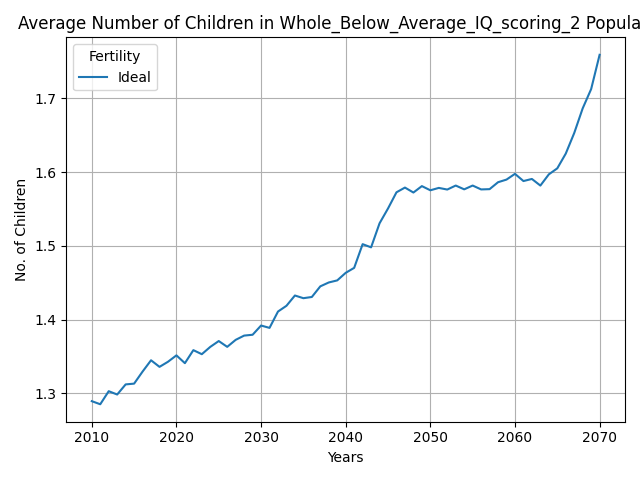 Average Number of Children in Whole_Below_Average_IQ_scoring_2 Popula
Fertility
Ideal
No. of Children
1.7
1.6
1.5
1.4
1.3
2010 2020 2030 2040 2050 2060 2070
Years